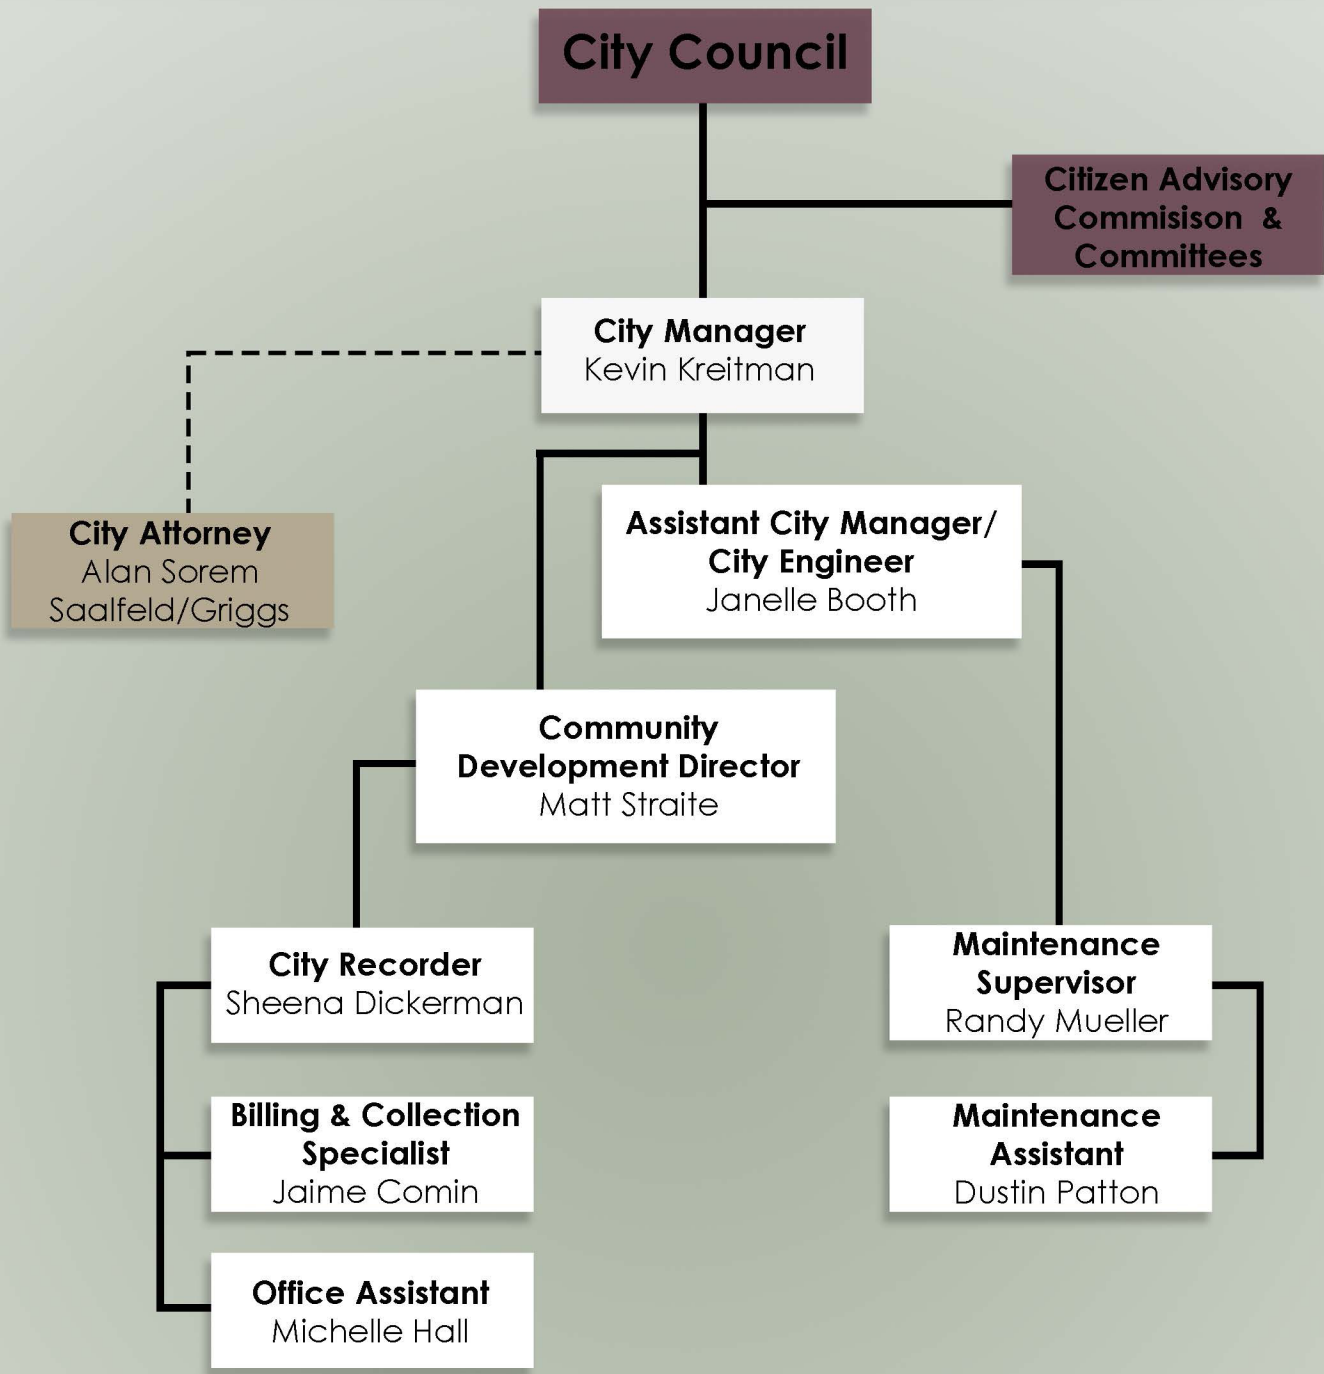 City Council
Citizen Advisory
Commisison &
Committees
City Manager
Kevin Kreitman
City Attorney
Alan Sorem
Saalfeld/Griggs
Assistant City Manager/
City Engineer
Janelle Booth
Community
Development Director
Matt Straite
City Recorder
Sheena Dickerman
Maintenance
Supervisor
Randy Mueller
Billing & Collection
Specialist
Jaime Comin
Maintenance
Assistant
Dustin Patton
Office Assistant
Michelle Hall